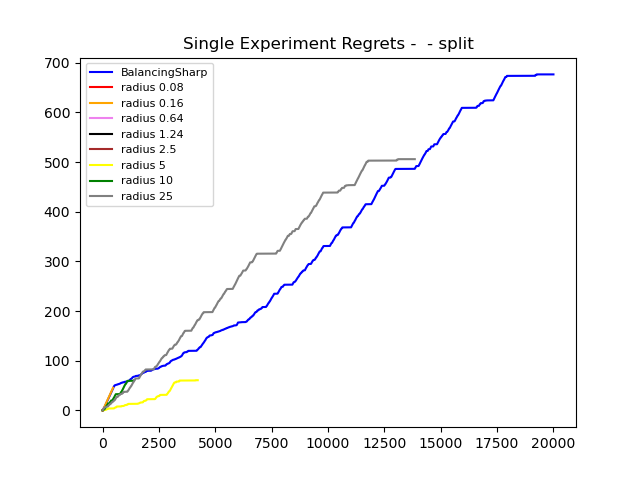 Single Experiment Regrets -  - split
700
600
500
400
300
200
100
0
BalancingSharp
radius 0.08
radius 0.16
radius 0.64
radius 1.24
radius 2.5
radius 5
radius 10
radius 25
0 2500 5000 7500 10000 12500 15000 17500 20000